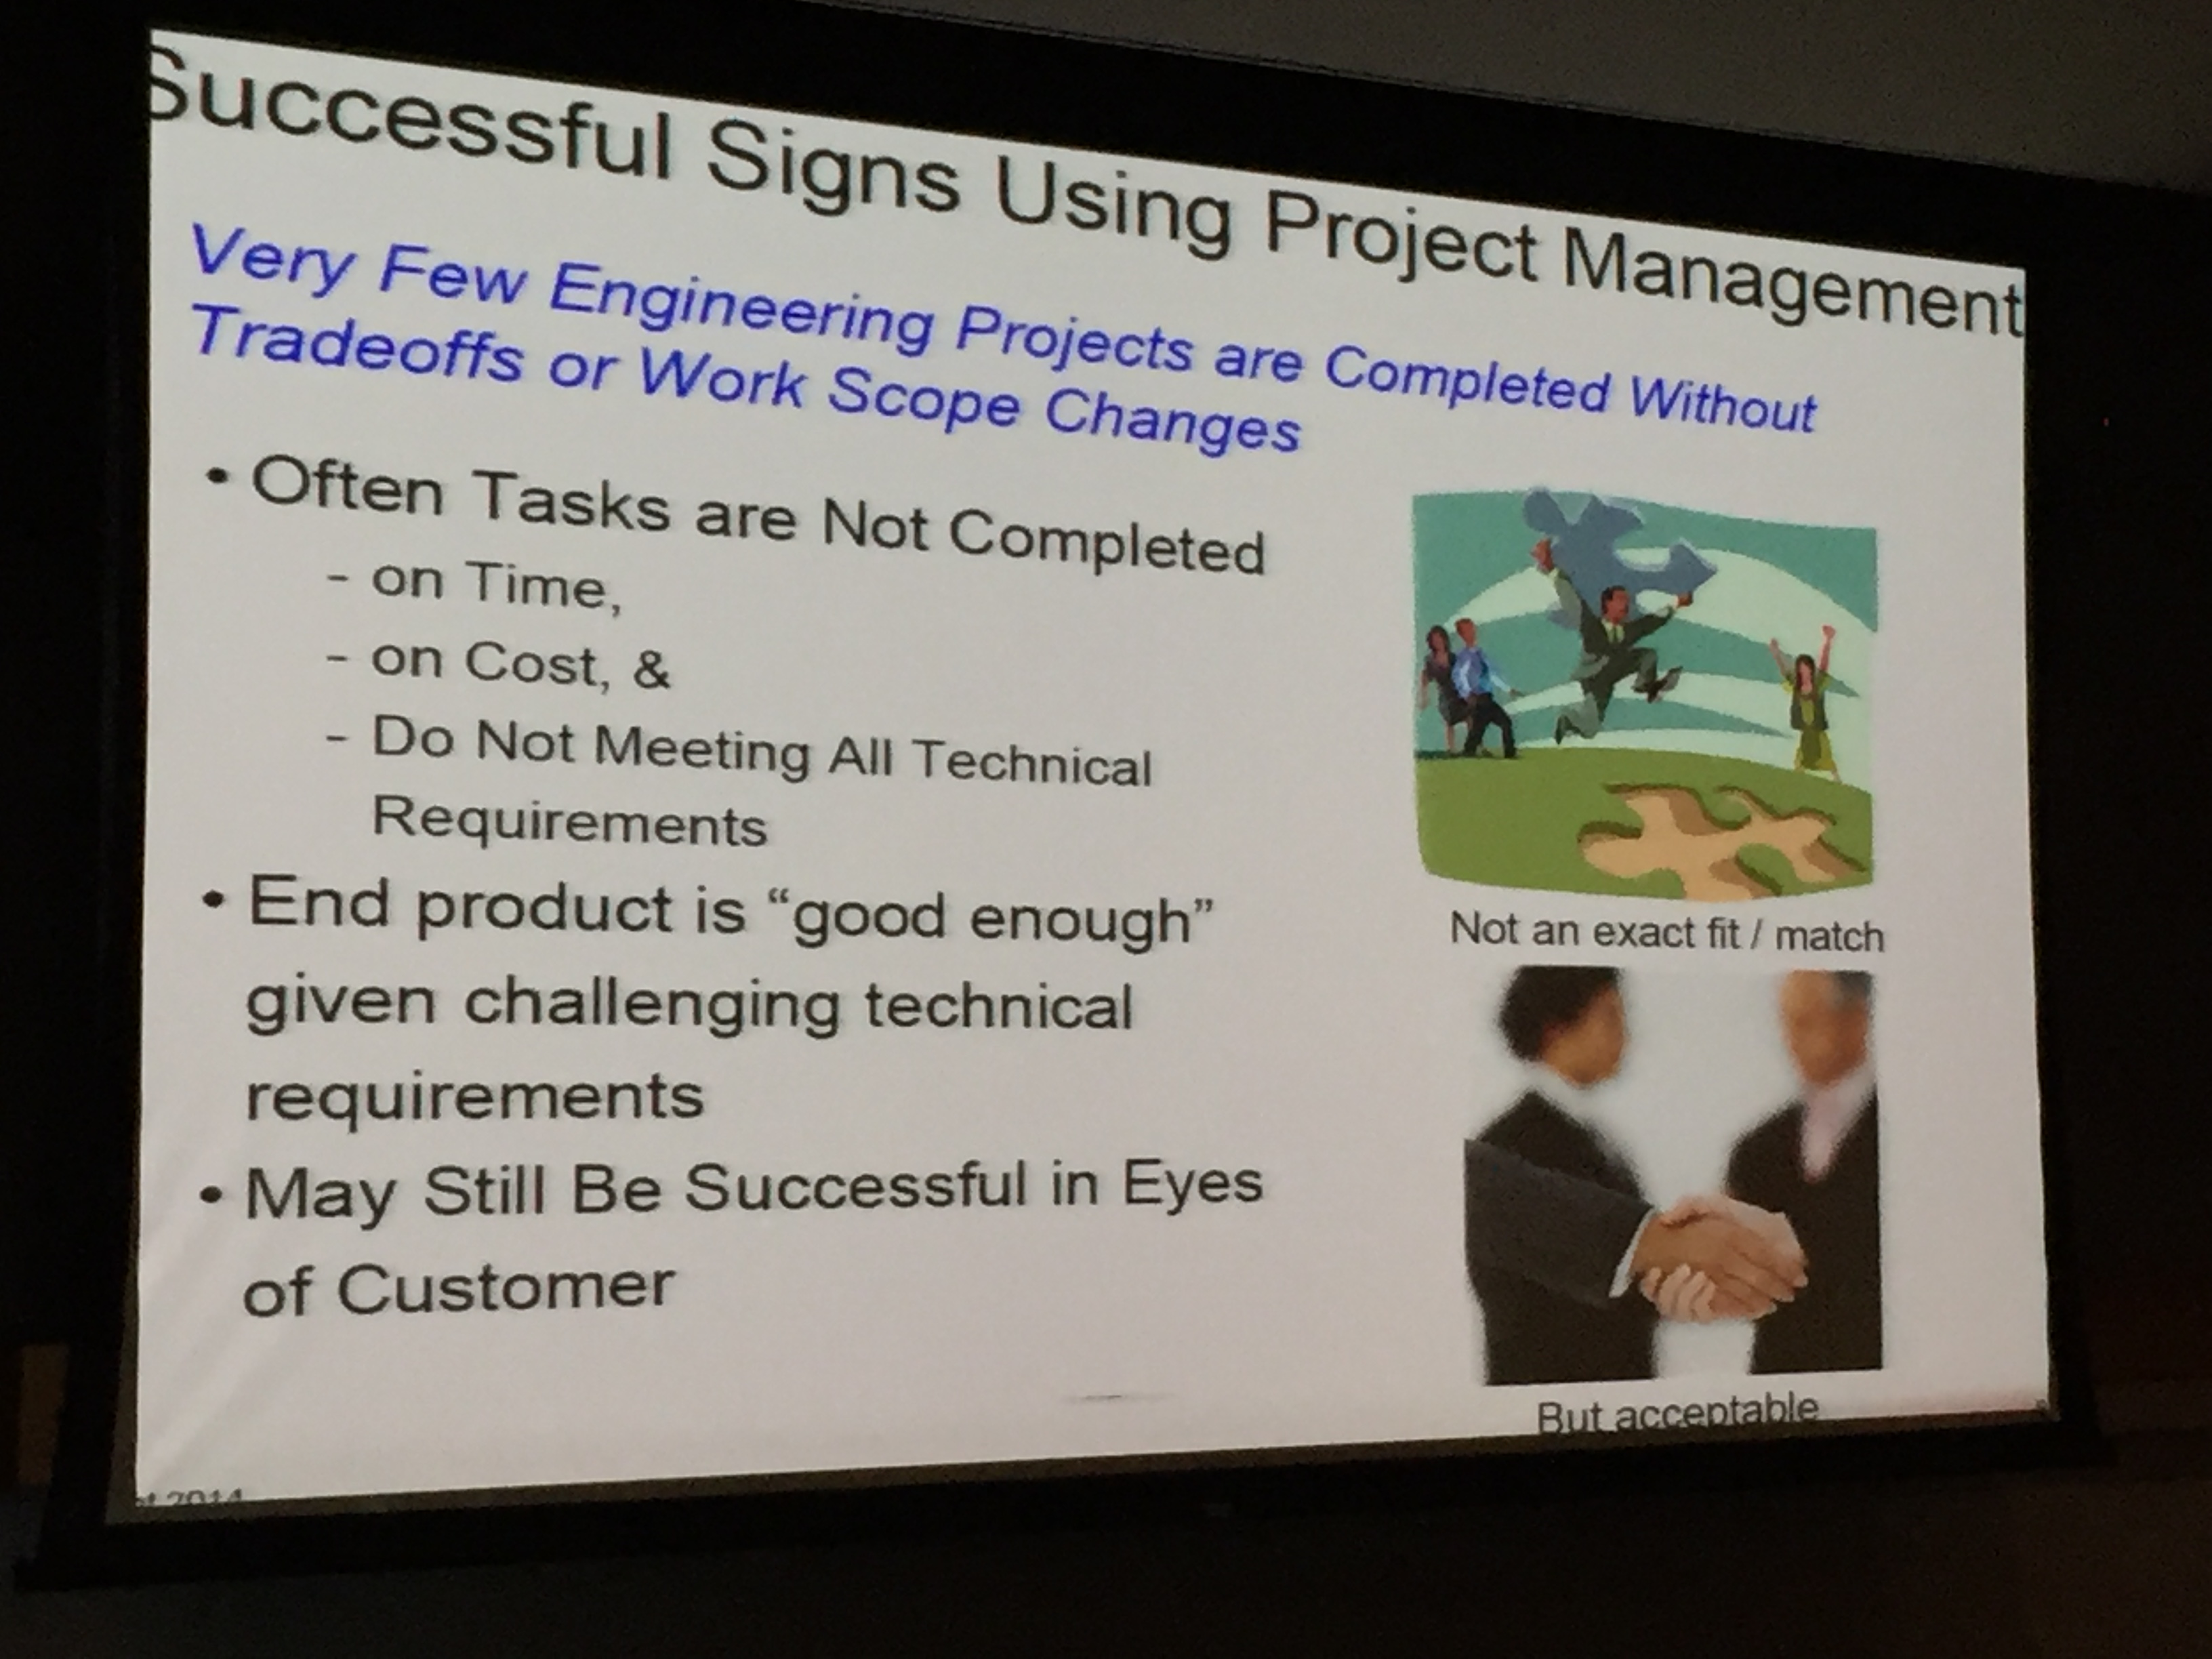 Successful Signs Using Project Management
Very Few Engineering Projects are Completed Without
Tradeoffs or Work Scope Changes
• Often Tasks are Not Completed
- on Time,
- on Cost, &
- Do Not Meeting All Technical
Requirements
• End product is “good enough”
given challenging technical
requirements
• May Still Be Successful in Eyes
of Customer
Not an exact fit / match
But acceptable
2014